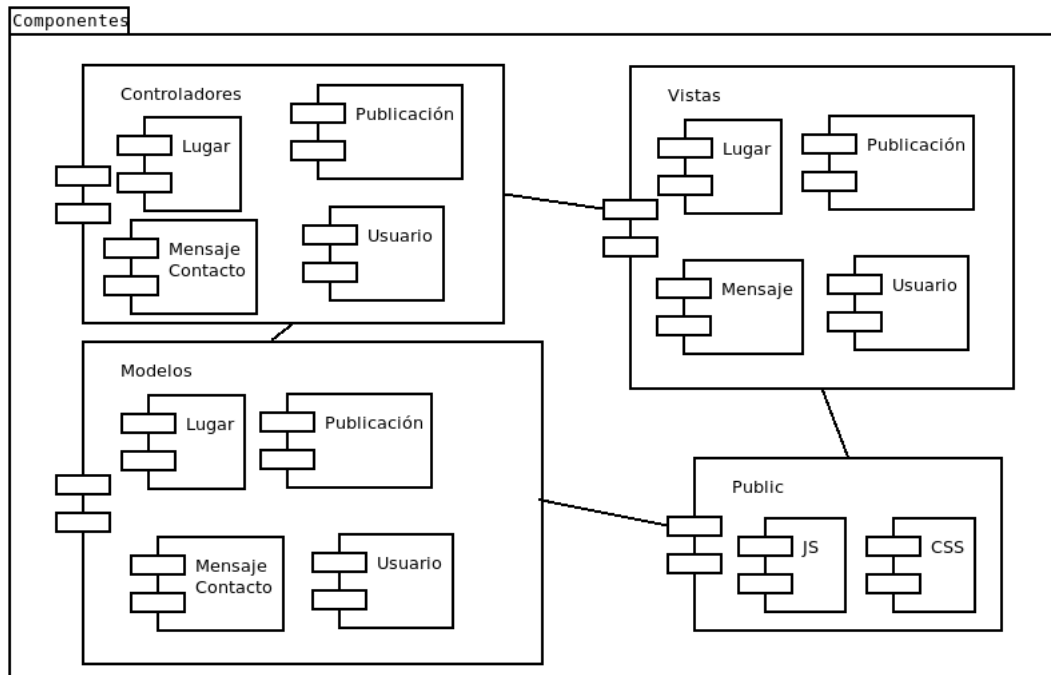 Componentes
Controladores
Publicación
Lugar
Mensaje
Contacto
Usuario
Vistas
Lugar
Publicación
Mensaje
Usuario
Modelos
Lugar
Publicación
Mensaje
Contacto
Usuario
Public
JS
CSS